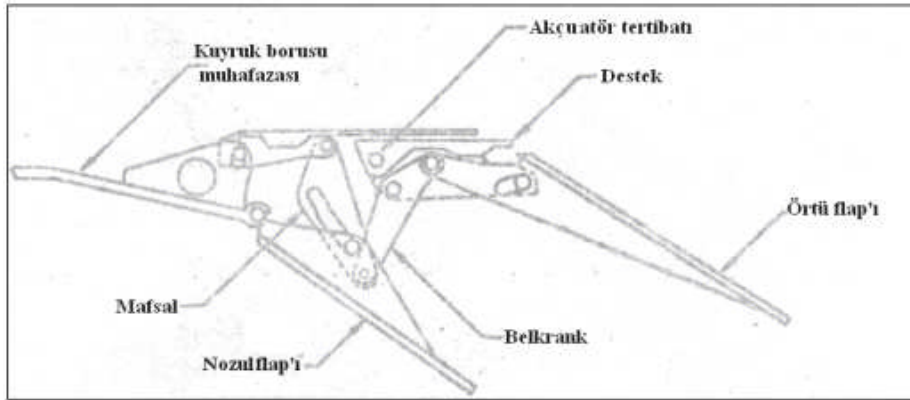 Akçuatör tertibatı
Kuyruk borusu
muhafazası
Destek
Örtü flap'ı
Mafsal
Belkrank
Nozul flap'ı